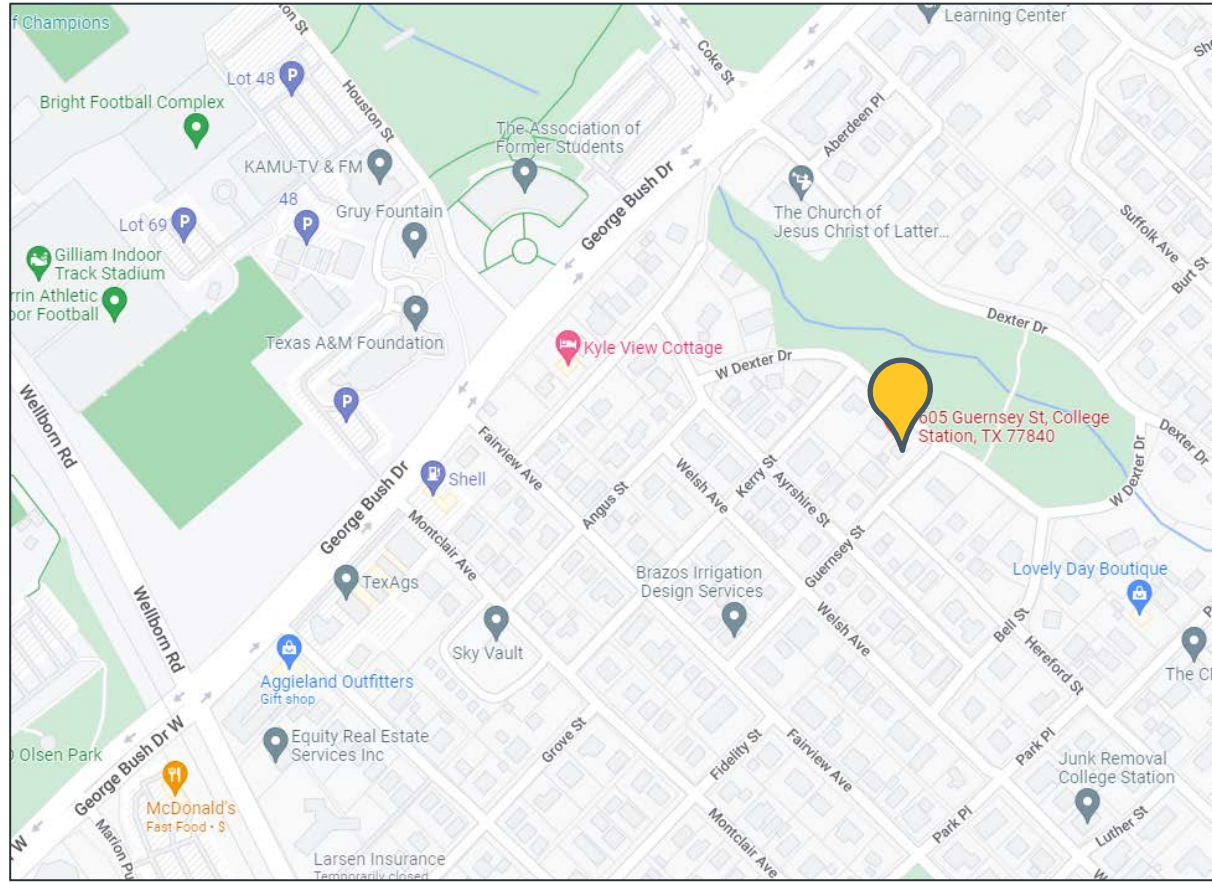 f Champions
Lot 48
Houston St
Bright Football Complex
KAMU-TV & FM
48
Lot 69
Gruy Fountain
Gilliam Indoor
Track Stadium
rrin Athletic
oor Football
Texas A&M Foundation
The Association of
Former Students
George Bush Dr
Coke St
Learning Center
Aberdeen Pl
The Church of
Jesus Christ of Latter...
Suffolk Ave
Burt St
Dexter Dr
Dexter Dr
W Dexter Dr
W Dexter Dr
Kyle View Cottage
605 Guernsey St, College
Station, TX 77840
Wellborn Rd
Wellborn Rd
George Bush Dr
Shell
Fairview Ave
Angus St
Welsh Ave
Kerry St
Ayrshire St
Guernsey St
Montclair Ave
TexAgs
Brazos Irrigation
Design Services
Lovely Day Boutique
Bell St
Hereford St
Welsh Ave
Sky Vault
Aggieland Outfitters
Gift shop
Equity Real Estate
Services Inc
Olsen Park
George Bush Dr W
McDonald's
Fast Food • $
Grove St
Fidelity St
Fairview Ave
Park Pl
Park Pl
The Cl
Junk Removal
College Station
Luther St
Montclair Ave
Larsen Insurance
Temporarily closed
Marion Pu
W